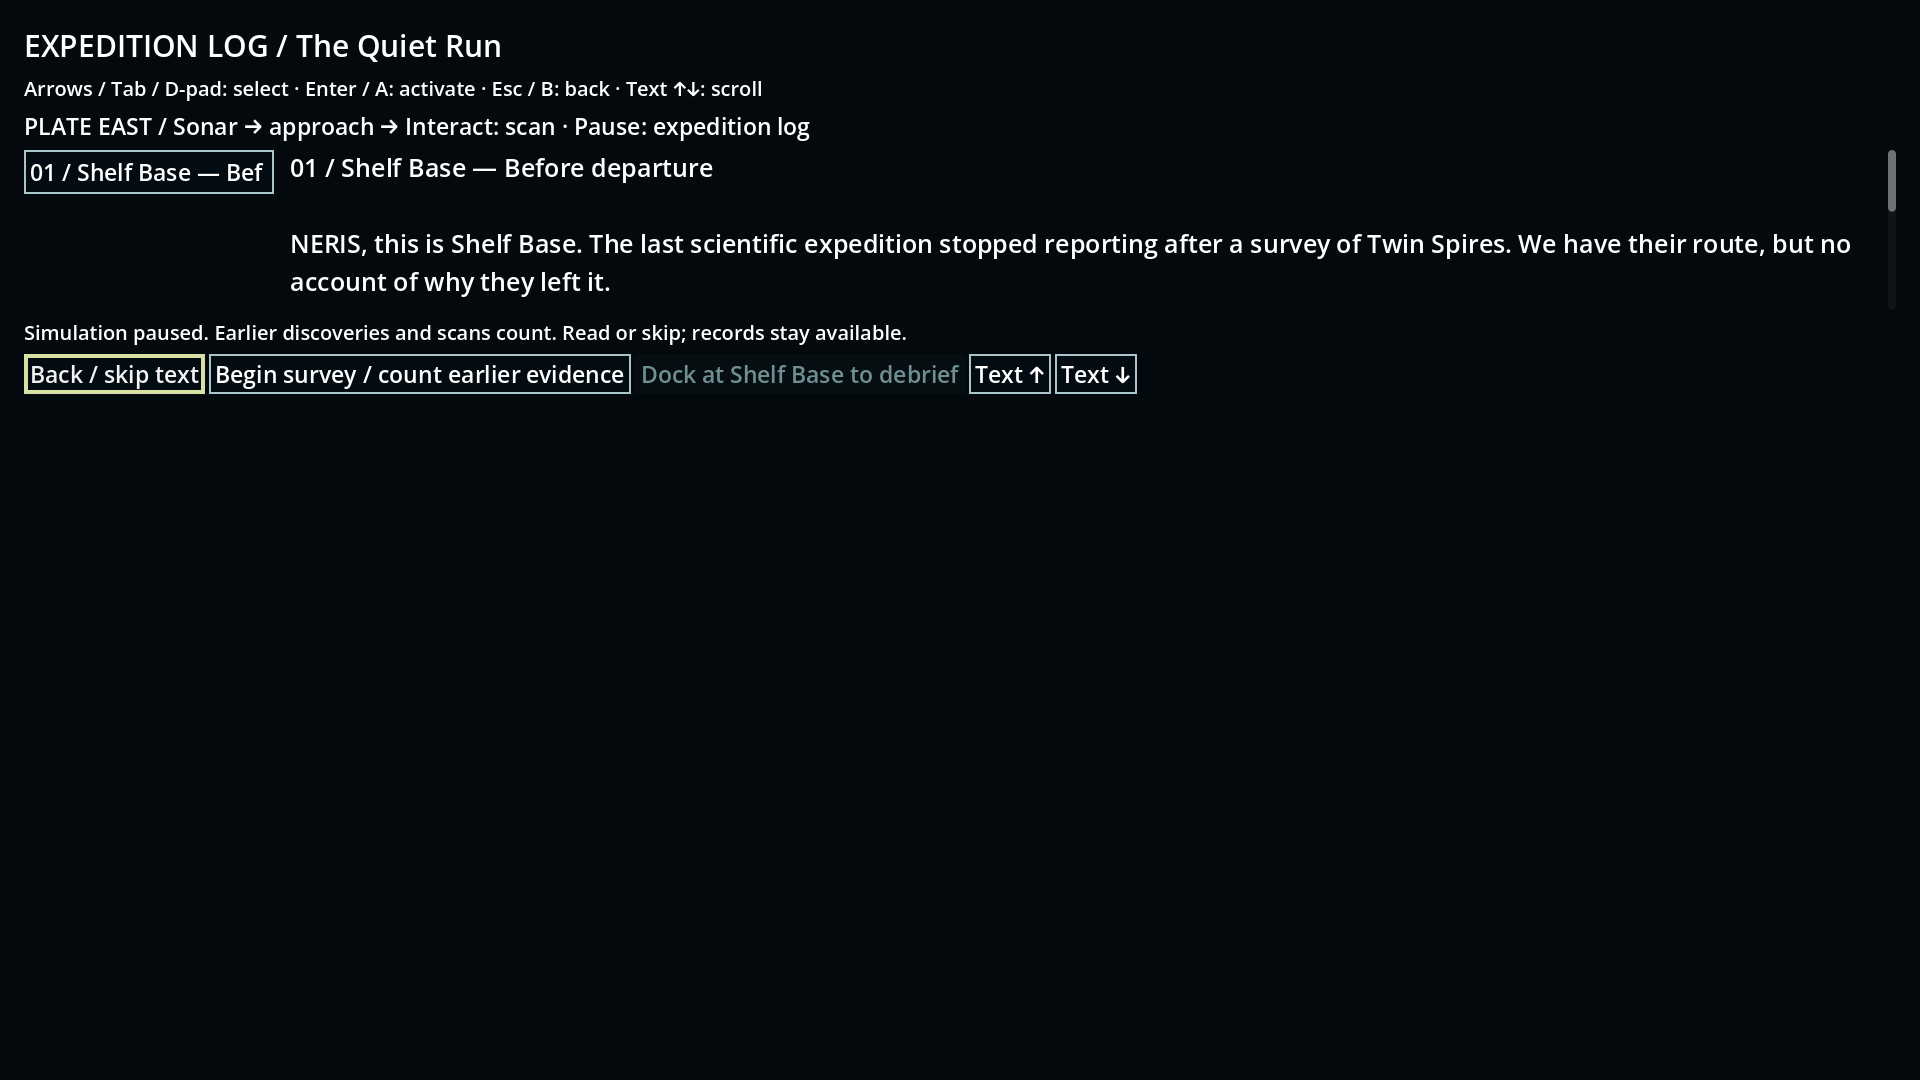 EXPEDITION LOG / The Quiet Run
Arrows / Tab / D-pad: select · Enter / A: activate · Esc / B: back · Text ↑↓: scroll
PLATE EAST / Sonar → approach → Interact: scan · Pause: expedition log
01 / Shelf Base — Bef
01 / Shelf Base — Before departure
NERIS, this is Shelf Base. The last scientific expedition stopped reporting after a survey of Twin Spires. We have their route, but no
account of why they left it.
Simulation paused. Earlier discoveries and scans count. Read or skip; records stay available.
Back / skip text
Begin survey / count earlier evidence
Dock at Shelf Base to debrief
Text ↑
Text ↓